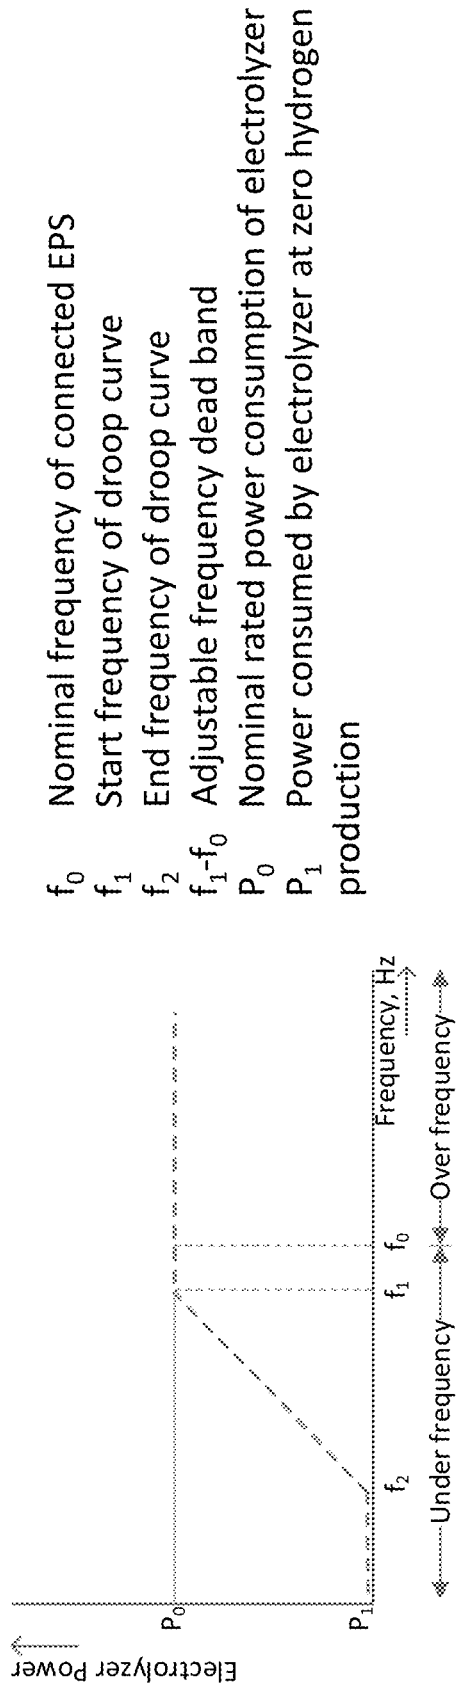 Electrolyzer Power
P0
P1
f2
f1
f0
Frequency, Hz
Under frequency
Over frequency
f0 Nominal frequency of connected EPS
f1 Start frequency of droop curve
f2 End frequency of droop curve
f1-f0 Adjustable frequency dead band
P0 Nominal rated power consumption of electrolyzer
P1 Power consumed by electrolyzer at zero hydrogen
production